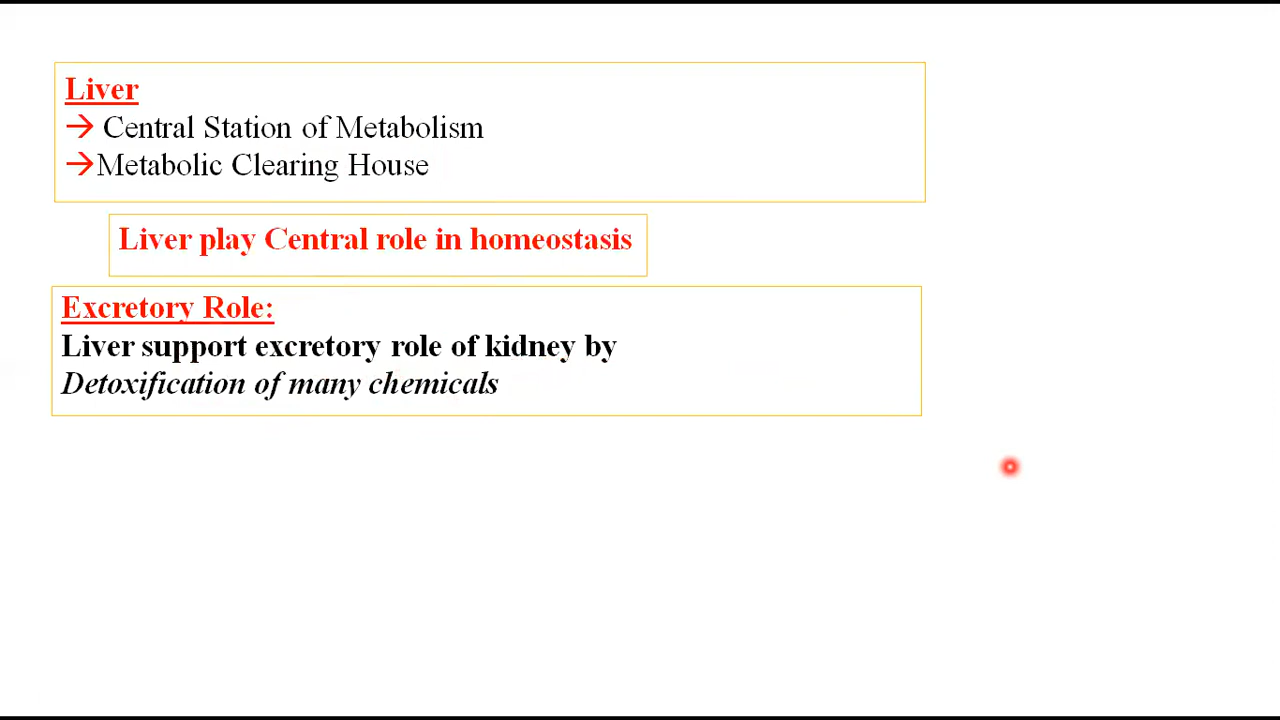 Liver
→ Central Station of Metabolism
→Metabolic Clearing House
Liver play Central role in homeostasis
Excretory Role:
Liver support excretory role of kidney by
Detoxification of many chemicals